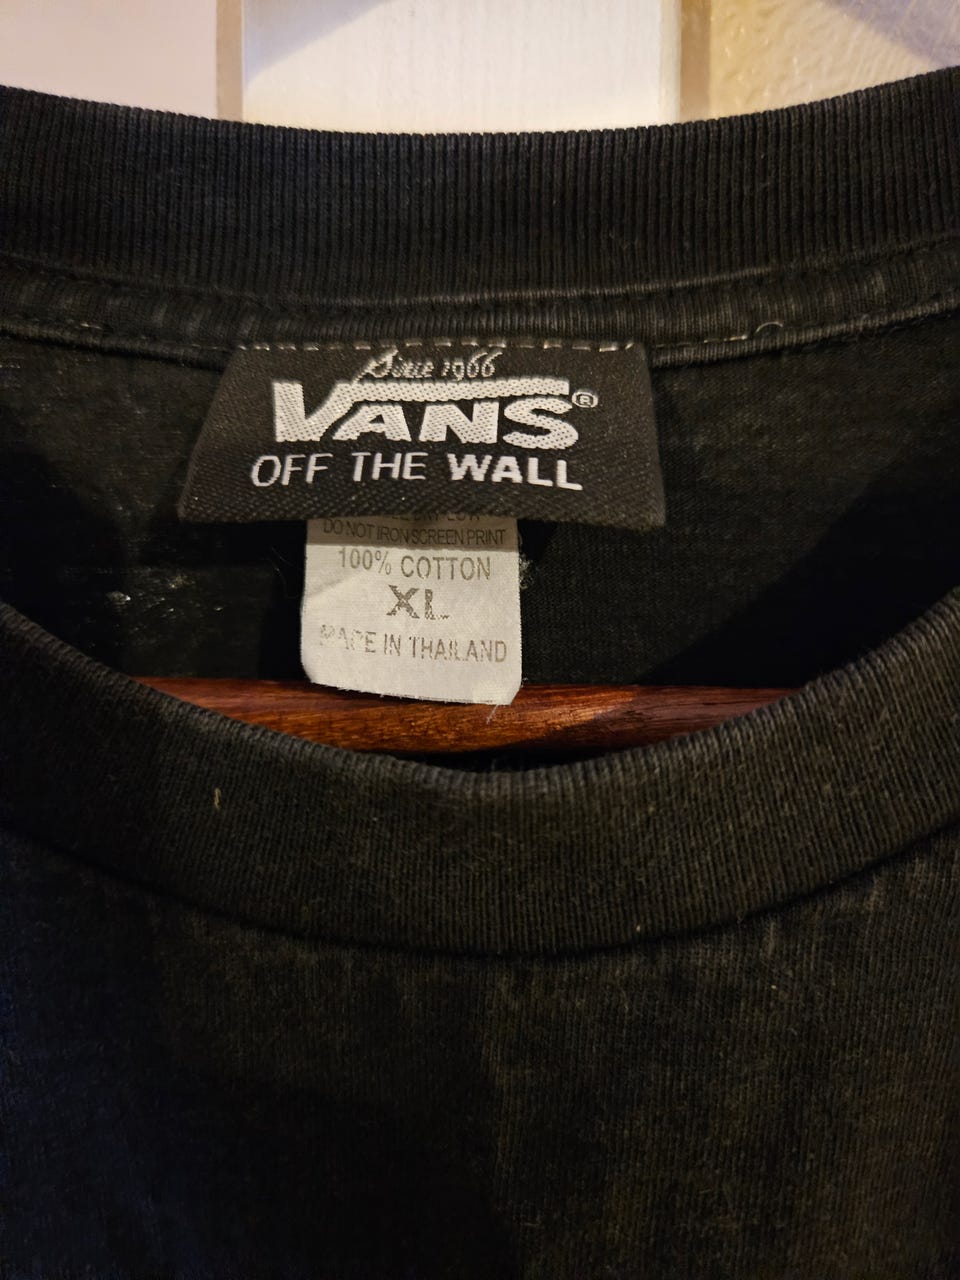 Since 1966
VANS®
OFF THE WALL
DO NOT IRON SCREEN PRINT
100% COTTON
XL
MADE IN THAILAND